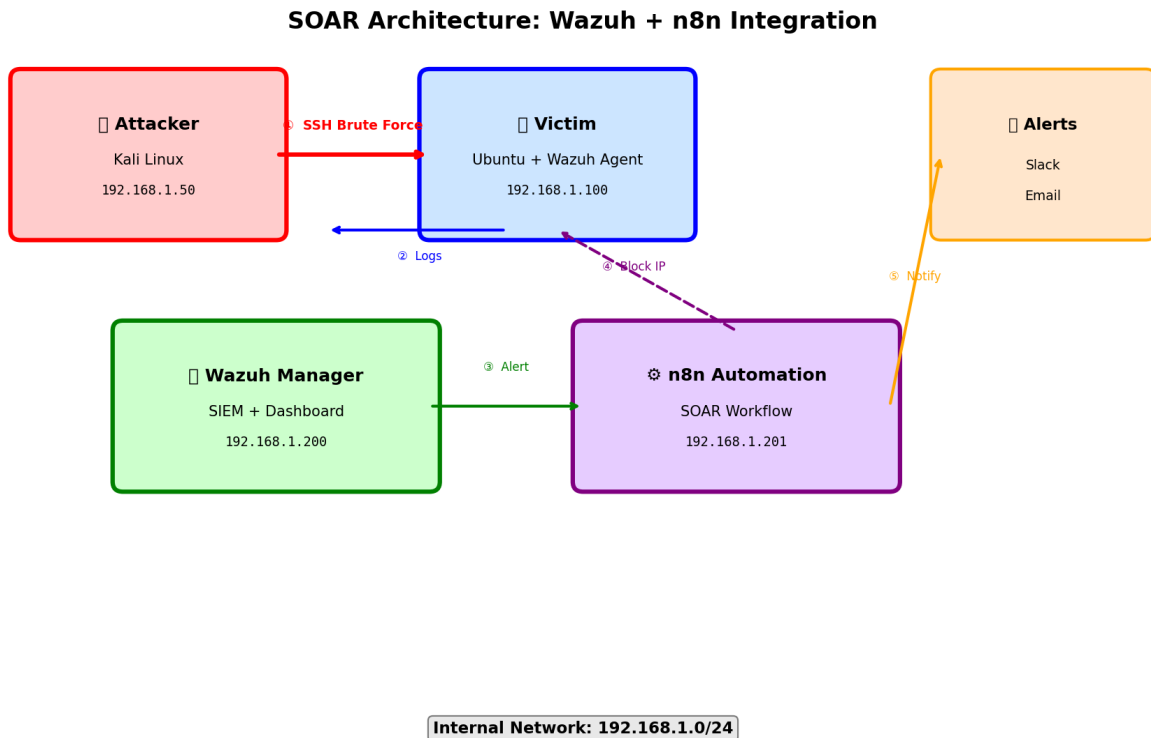 SOAR Architecture: Wazuh + n8n Integration
Attacker
Kali Linux
192.168.1.50
① SSH Brute Force
Victim
Ubuntu + Wazuh Agent
192.168.1.100
Alerts
Slack
Email
② Logs
④ Block IP
⑤ Notify
Wazuh Manager
SIEM + Dashboard
192.168.1.200
③ Alert
⚙ n8n Automation
SOAR Workflow
192.168.1.201
Internal Network: 192.168.1.0/24